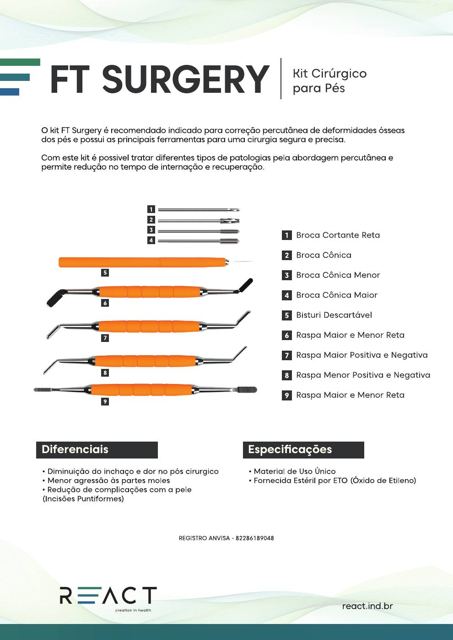 FT SURGERY
Kit Cirúrgico
para Pés
O kit FT Surgery é recomendado indicado para correção percutânea de deformidades ósseas
dos pés e possui as principais ferramentas para uma cirurgia segura e precisa.
Com este kit é possível tratar diferentes tipos de patologias pela abordagem percutânea e
permite redução no tempo de internação e recuperação.
1
2
3
4
5
6
7
8
9
1 Broca Cortante Reta
2 Broca Cônica
3 Broca Cônica Menor
4 Broca Cônica Maior
5 Bisturi Descartável
6 Raspa Maior e Menor Reta
7 Raspa Maior Positiva e Negativa
8 Raspa Menor Positiva e Negativa
9 Raspa Maior e Menor Reta
Diferenciais
• Diminuição do inchaço e dor no pós cirurgico
• Menor agressão às partes moles
• Redução de complicações com a pele
(Incisões Puntiformes)
Especificações
• Material de Uso Único
• Fornecida Estéril por ETO (Óxido de Etileno)
REGISTRO ANVISA - 82286189048
REACT
creation in health
react.ind.br